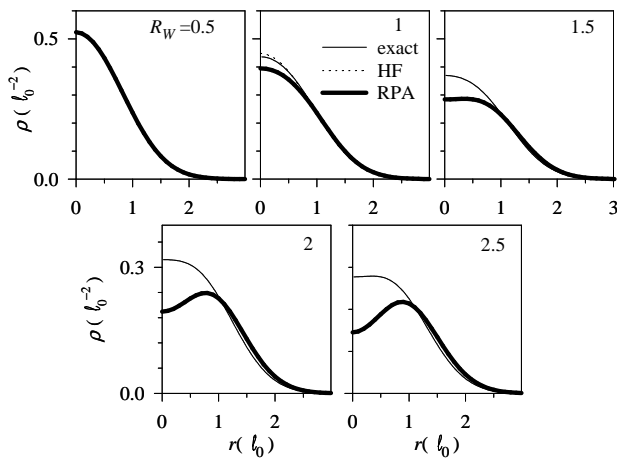 R_W=0.5
1
1.5
exact
HF
RPA
0.5
0.0
ρ ( ℓ₀⁻²)
0 1 2
0 1 2
0 1 2 3
2
2.5
0.3
0.0
ρ ( ℓ₀⁻²)
0 1 2
0 1 2
r( ℓ₀) r( ℓ₀)